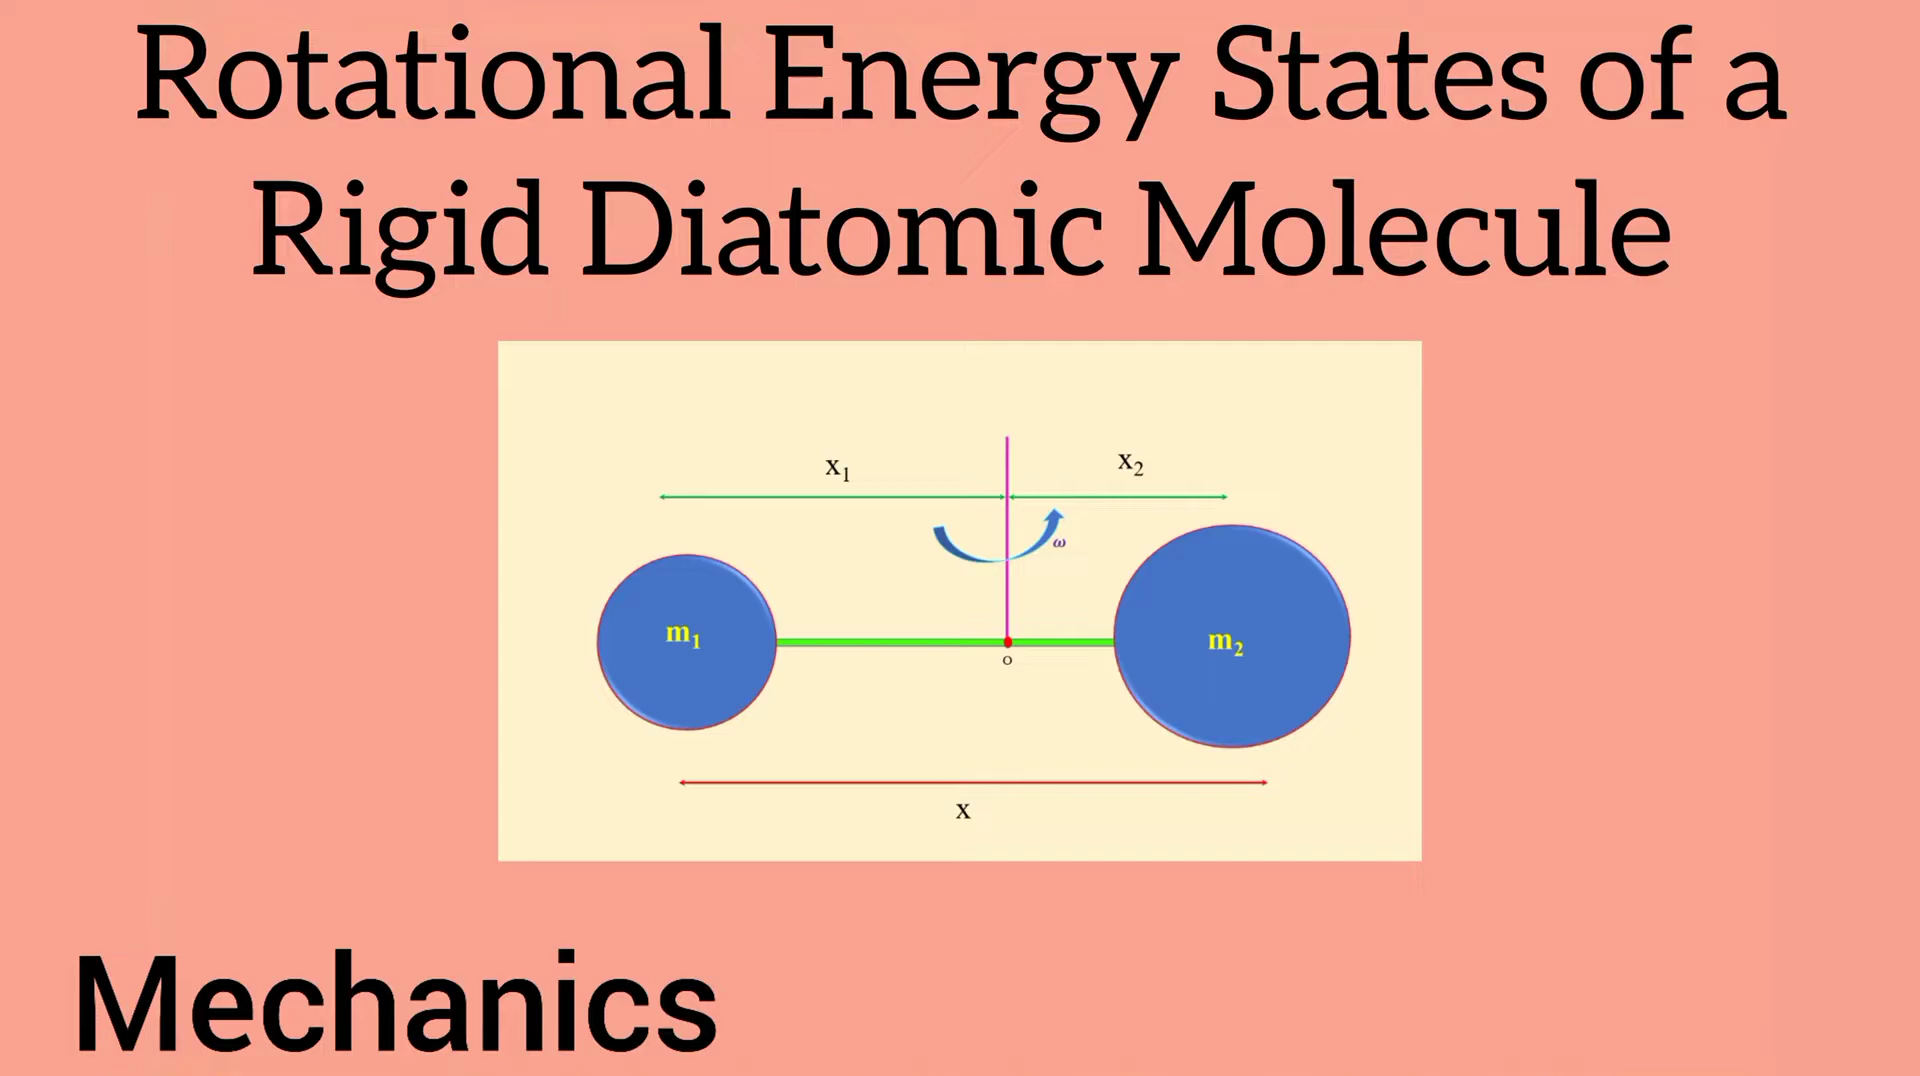 Rotational Energy States of a
Rigid Diatomic Molecule
x₁
x₂
ω
m₁
m₂
O
x
Mechanics